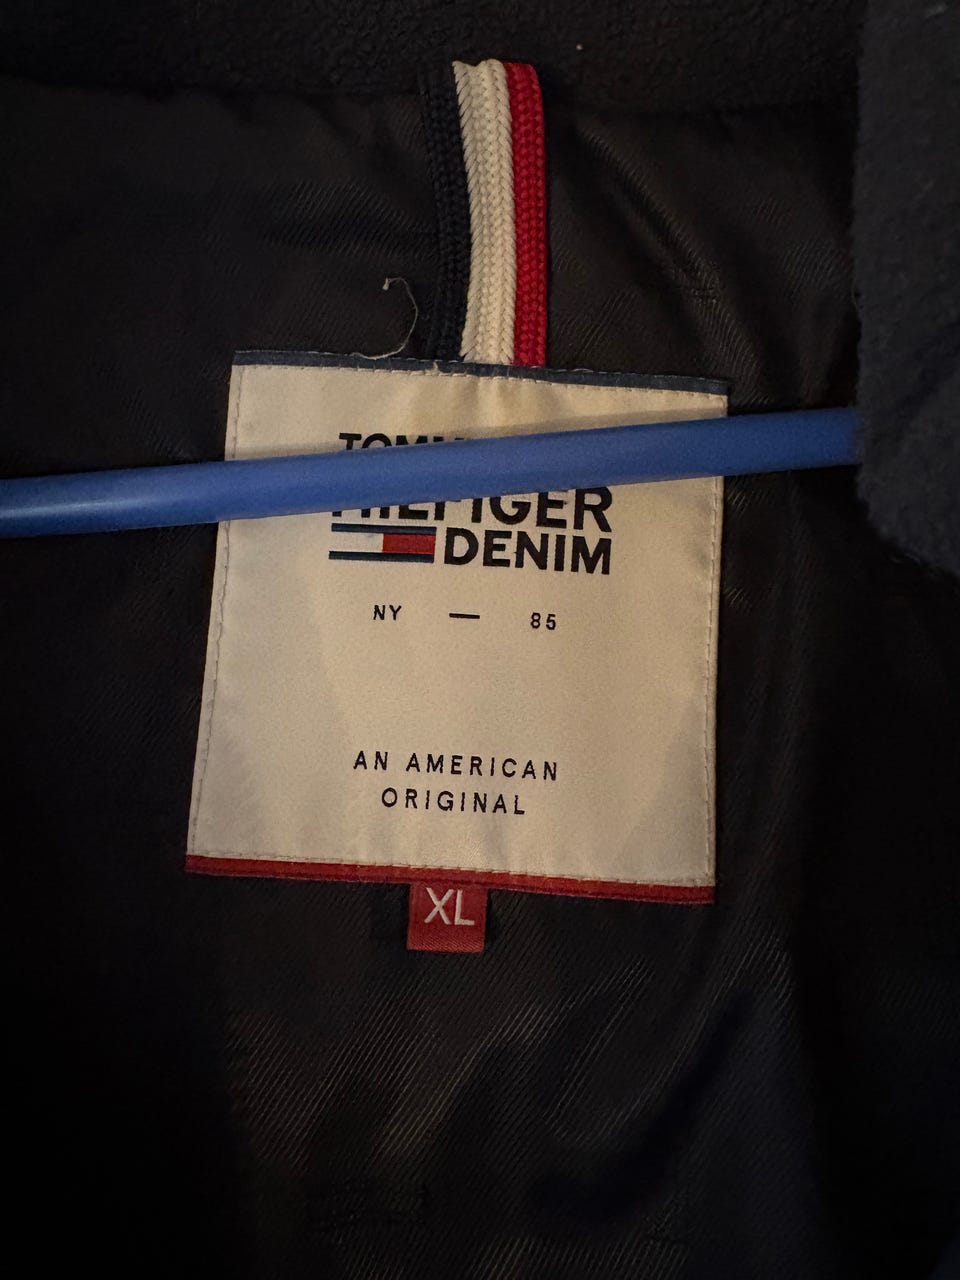 HILFIGER
DENIM
NY — 85
AN AMERICAN
ORIGINAL
XL